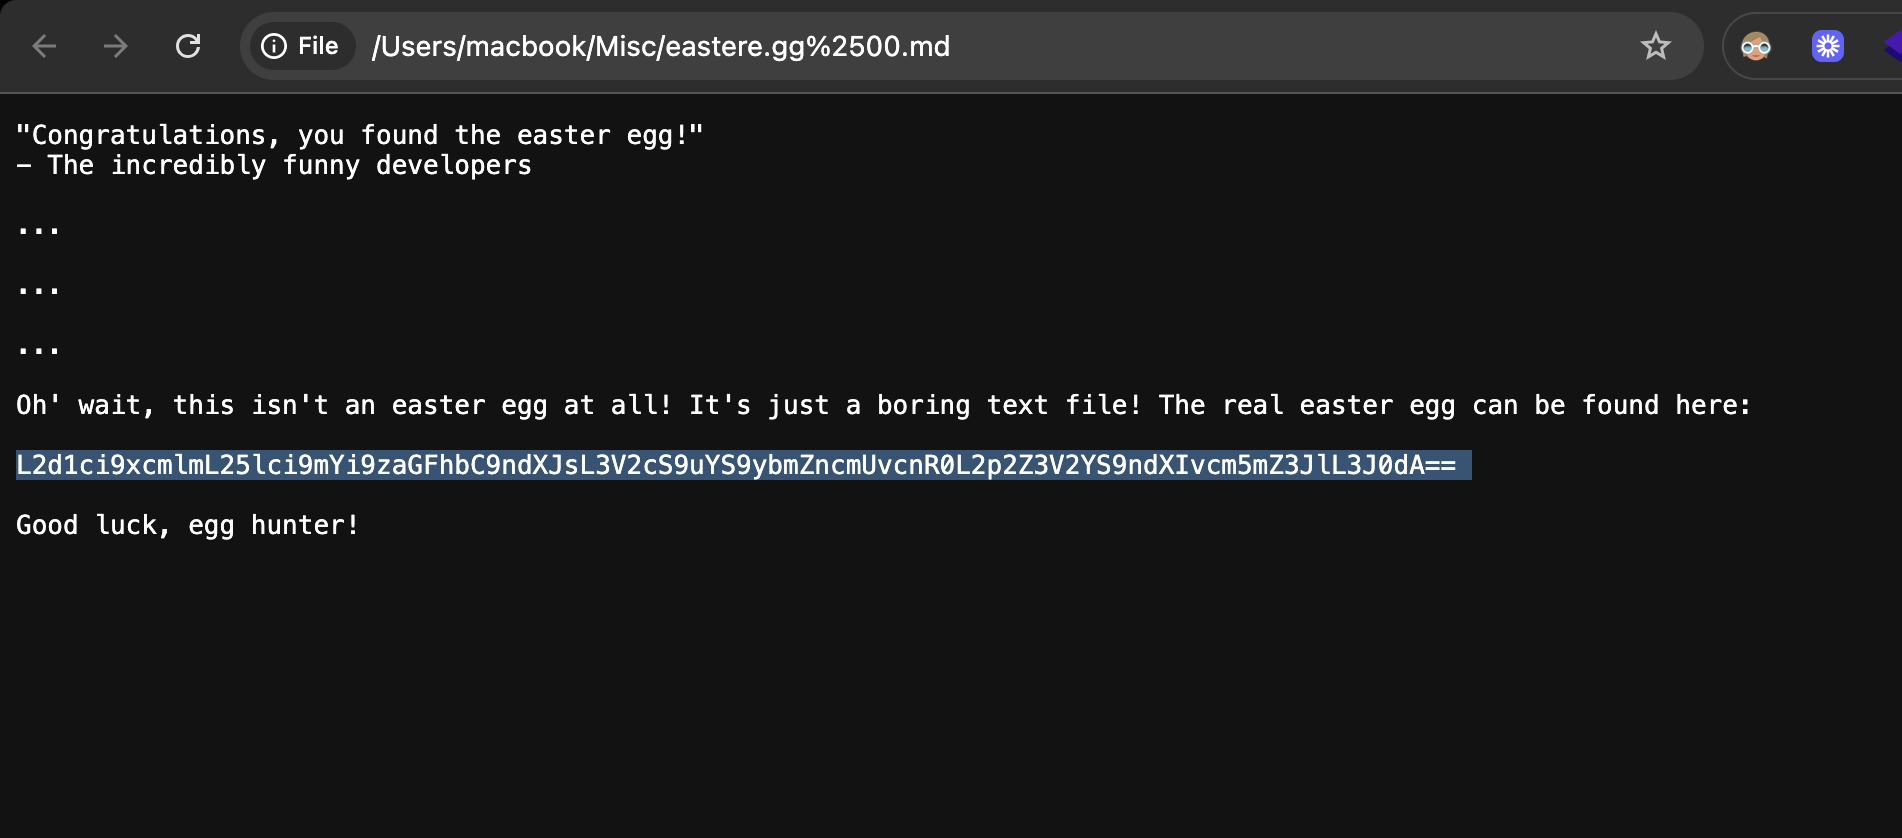 File /Users/macbook/Misc/eastere.gg%2500.md
"Congratulations, you found the easter egg!"
- The incredibly funny developers
...
...
...
Oh' wait, this isn't an easter egg at all! It's just a boring text file! The real easter egg can be found here:
L2d1ci9xcmlmL25lci9mYi9zaGFhbC9ndXJsL3V2cS9uYS9ybmZncmUvcnR0L2p2Z3V2YS9ndXIvcm5mZ3JlL3J0dA==
Good luck, egg hunter!